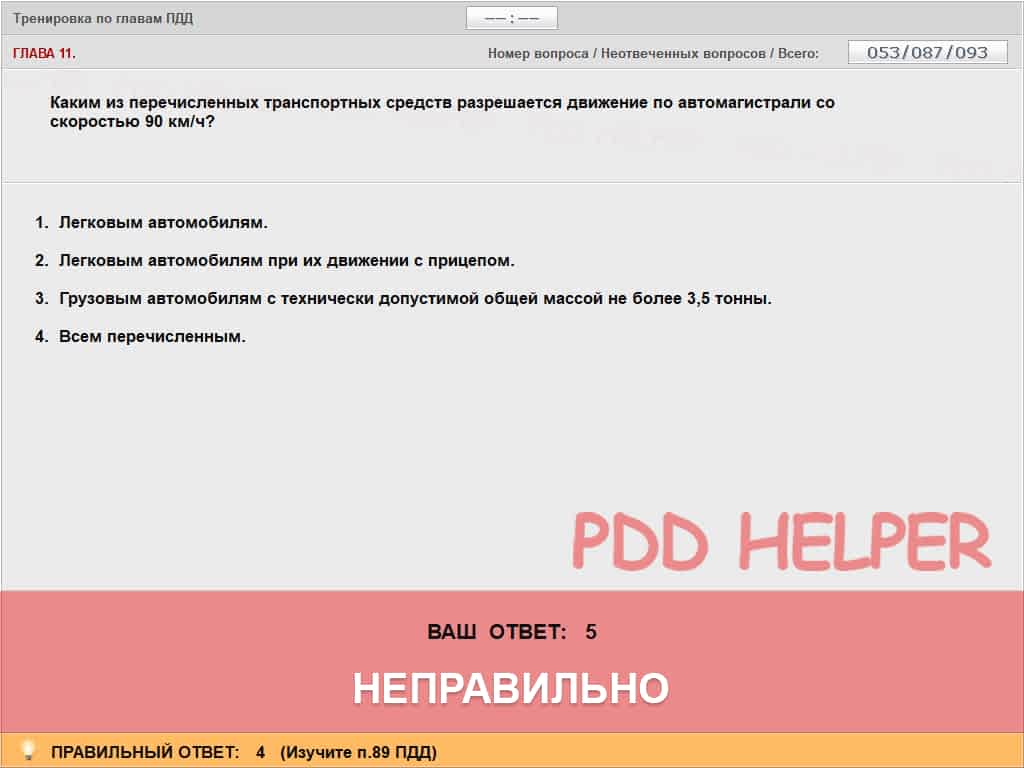 Тренировка по главам ПДД
—— : ——
ГЛАВА 11.
Номер вопроса / Неотвеченных вопросов / Всего:
053/087/093
Каким из перечисленных транспортных средств разрешается движение по автомагистрали со
скоростью 90 км/ч?
1. Легковым автомобилям.
2. Легковым автомобилям при их движении с прицепом.
3. Грузовым автомобилям с технически допустимой общей массой не более 3,5 тонны.
4. Всем перечисленным.
PDD HELPER
ВАШ ОТВЕТ: 5
НЕПРАВИЛЬНО
ПРАВИЛЬНЫЙ ОТВЕТ: 4 (Изучите п.89 ПДД)